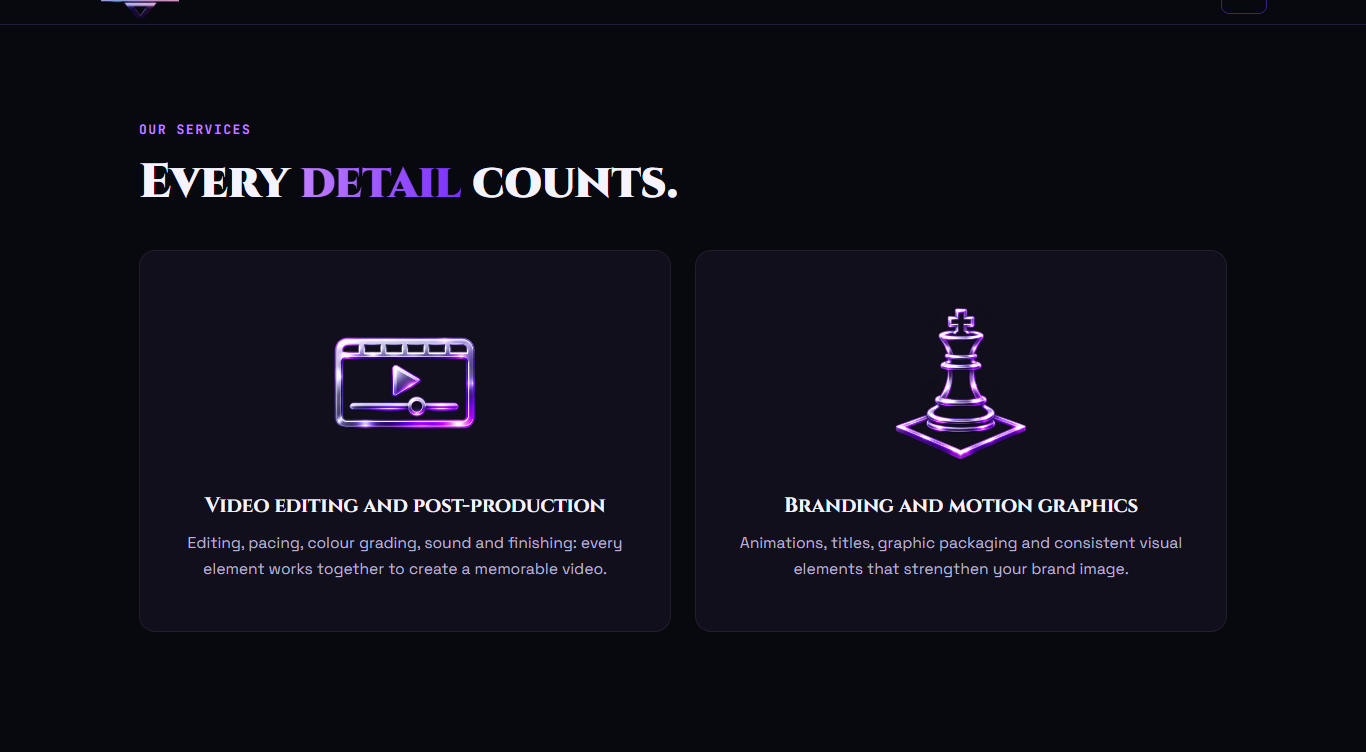 OUR SERVICES
Every detail counts.
Video editing and post-production
Editing, pacing, colour grading, sound and finishing: every
element works together to create a memorable video.
Branding and motion graphics
Animations, titles, graphic packaging and consistent visual
elements that strengthen your brand image.